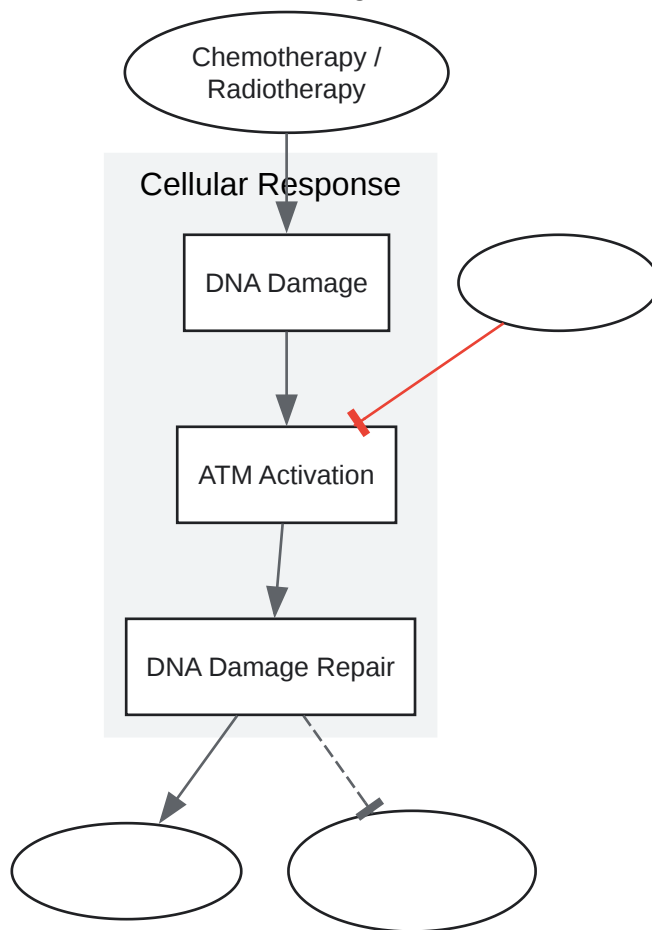 Chemotherapy /
Radiotherapy
Cellular Response
DNA Damage
ATM Activation
DNA Damage Repair